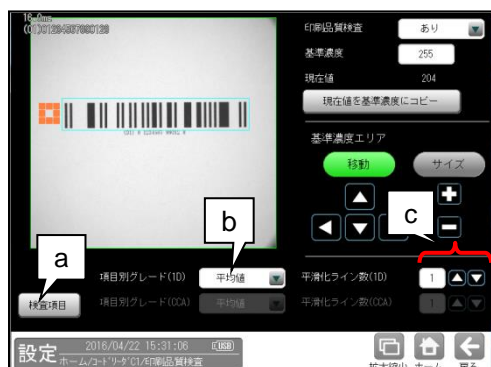 16.0ms
(01)01234567890128
印刷品質検査 あり
基準濃度 255
現在値 204
現在値を基準濃度にコピー
基準濃度エリア
移動 サイズ
a
b
c
項目別グレード(1D) 平均値
平滑化ライン数(1D) 1
検査項目
項目別グレード(CCA) 平均値
平滑化ライン数(CCA) 1
設定
2016/04/22 15:31:06 USB
ホーム/コードリーダC1/印刷品質検査
拡大縮小 ホーム 戻る